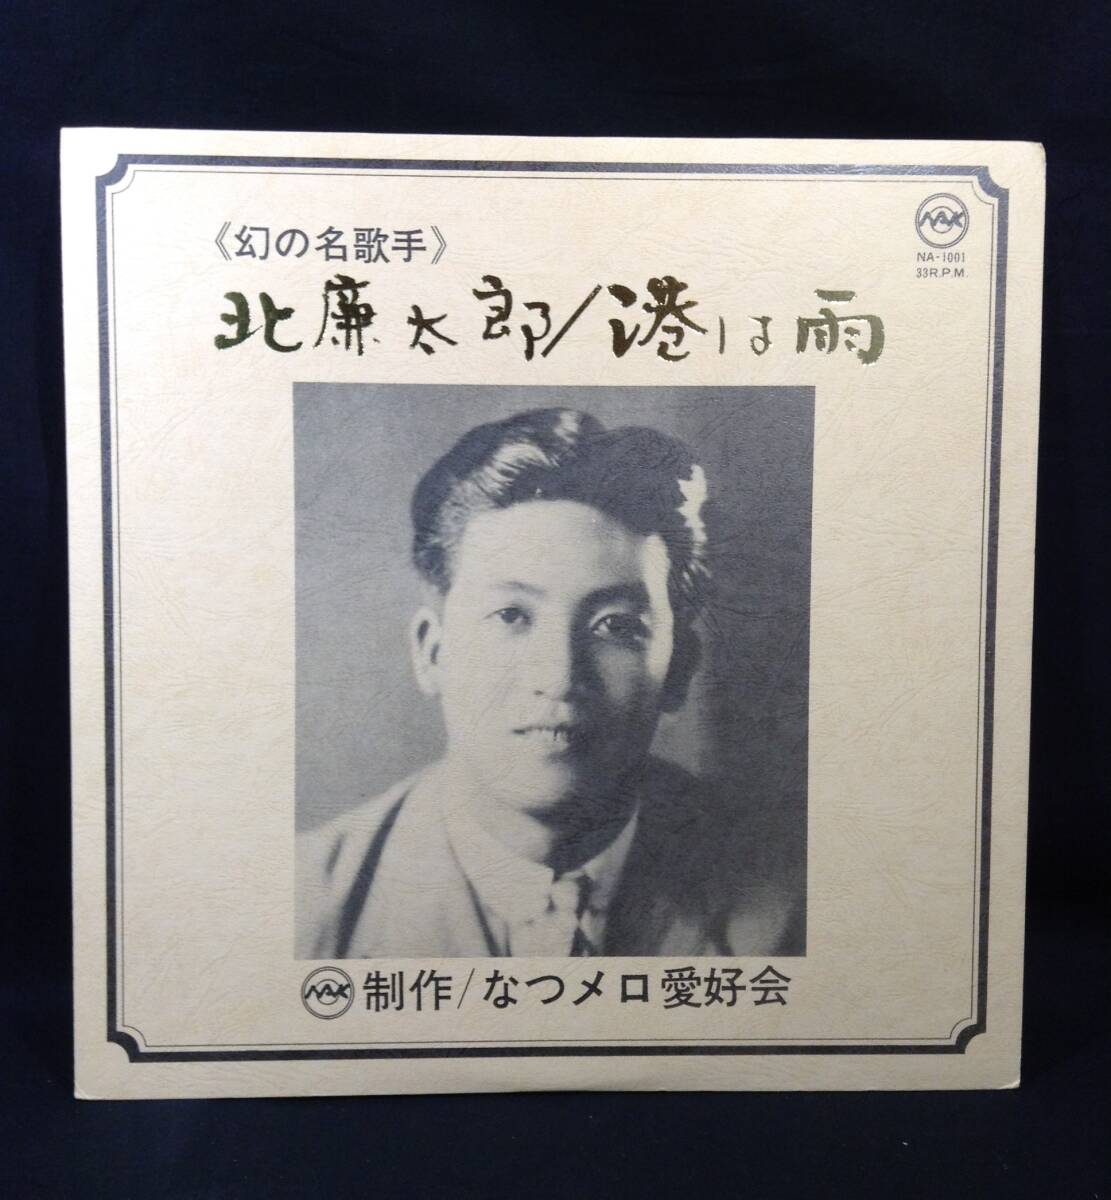 《幻の名歌手》
北廉太郎/港は雨
NAK
NA-1001
33R.P.M.
NAK 制作/なつメロ愛好会